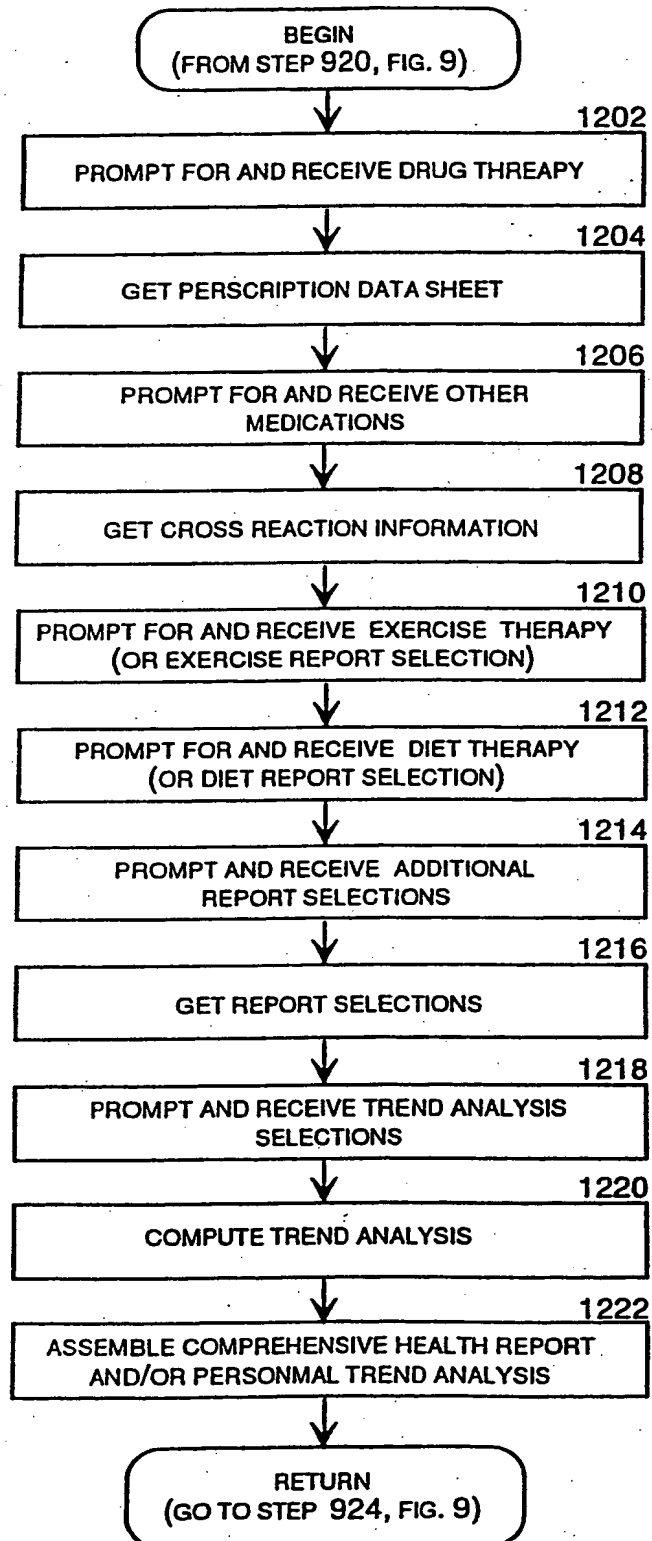 BEGIN
(FROM STEP 920, FIG. 9)
1202
PROMPT FOR AND RECEIVE DRUG THREAPY
1204
GET PERSCRIPTION DATA SHEET
1206
PROMPT FOR AND RECEIVE OTHER
MEDICATIONS
1208
GET CROSS REACTION INFORMATION
1210
PROMPT FOR AND RECEIVE EXERCISE THERAPY
(OR EXERCISE REPORT SELECTION)
1212
PROMPT FOR AND RECEIVE DIET THERAPY
(OR DIET REPORT SELECTION)
1214
PROMPT AND RECEIVE ADDITIONAL
REPORT SELECTIONS
1216
GET REPORT SELECTIONS
1218
PROMPT AND RECEIVE TREND ANALYSIS
SELECTIONS
1220
COMPUTE TREND ANALYSIS
1222
ASSEMBLE COMPREHENSIVE HEALTH REPORT
AND/OR PERSONMAL TREND ANALYSIS
RETURN
(GO TO STEP 924, FIG. 9)